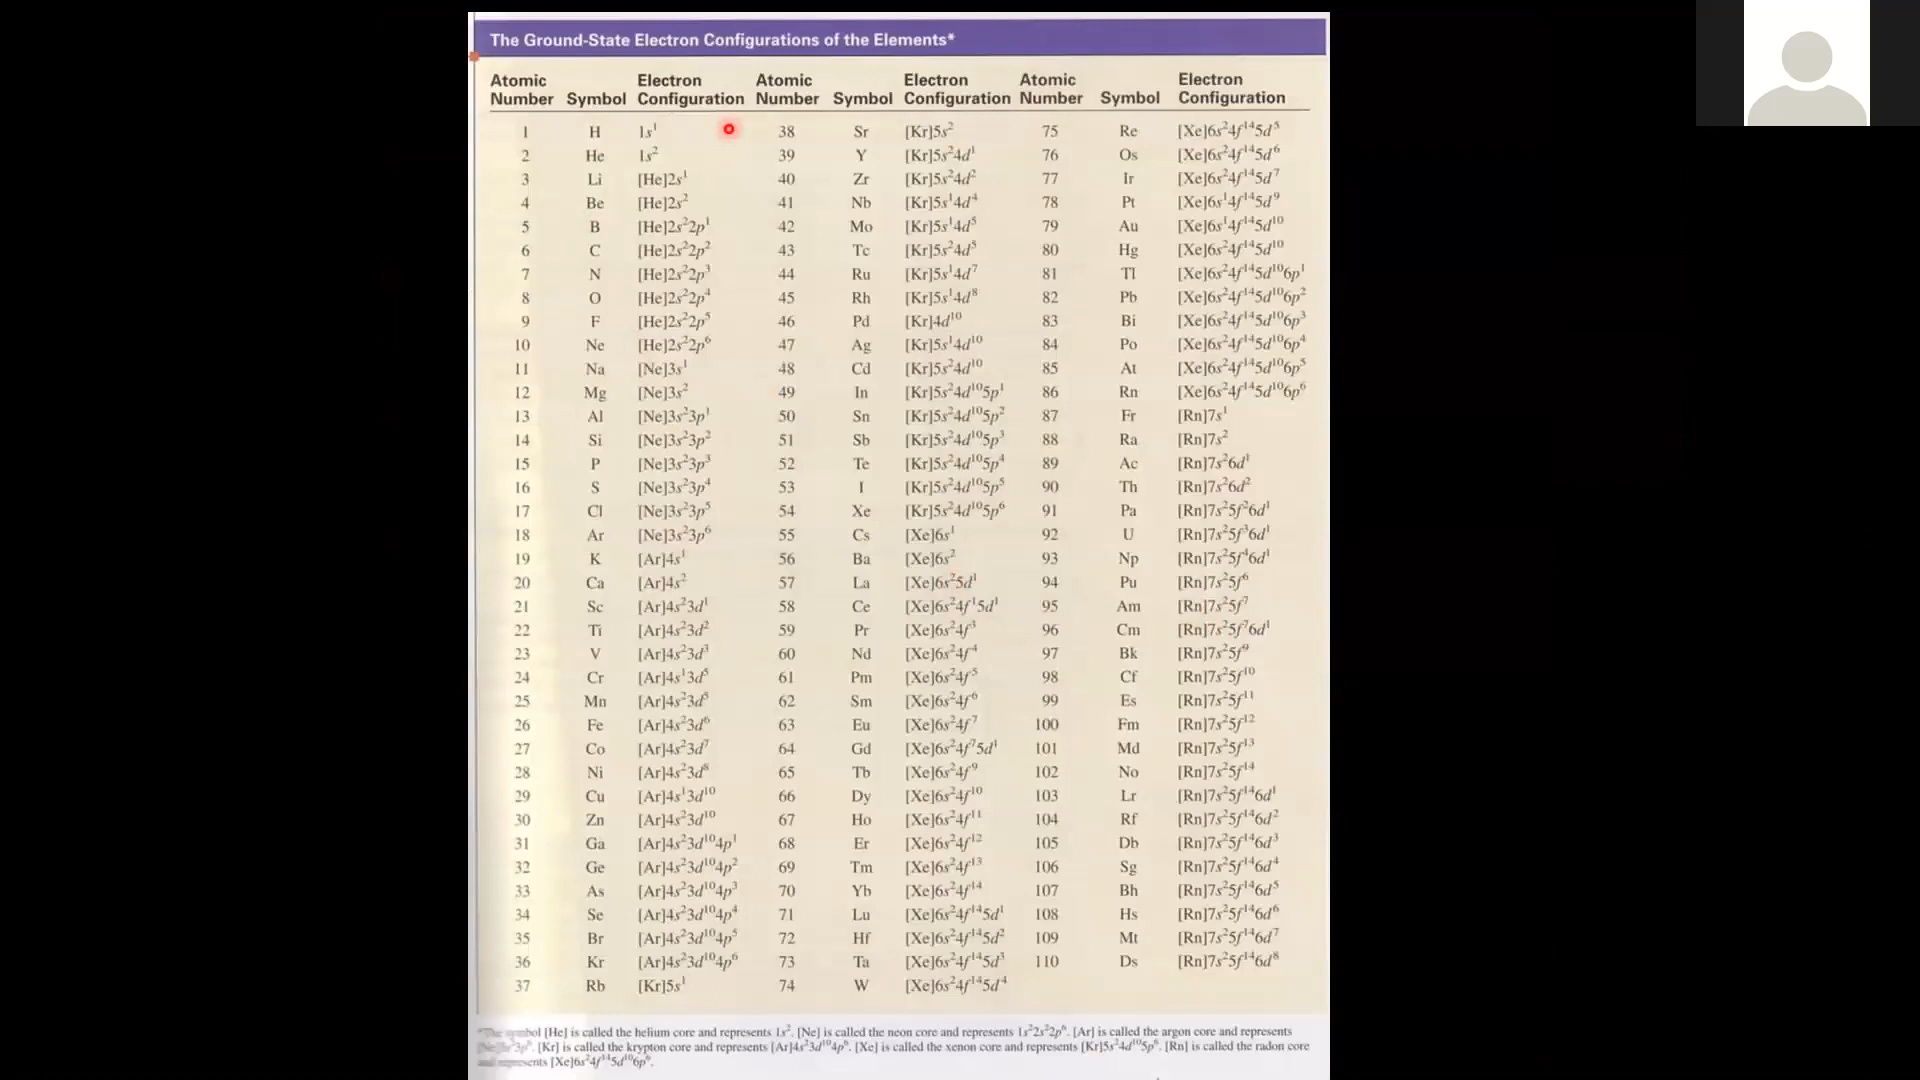 The Ground-State Electron Configurations of the Elements*
Atomic Number Symbol Electron Configuration Atomic Number Symbol Electron Configuration Atomic Number Symbol Electron Configuration
1 H 1s¹ 38 Sr [Kr]5s² 75 Re [Xe]6s²4f¹⁴5d⁵
2 He 1s² 39 Y [Kr]5s²4d¹ 76 Os [Xe]6s²4f¹⁴5d⁶
3 Li [He]2s¹ 40 Zr [Kr]5s²4d² 77 Ir [Xe]6s²4f¹⁴5d⁷
4 Be [He]2s² 41 Nb [Kr]5s¹4d⁴ 78 Pt [Xe]6s¹4f¹⁴5d⁹
5 B [He]2s²2p¹ 42 Mo [Kr]5s¹4d⁵ 79 Au [Xe]6s¹4f¹⁴5d¹⁰
6 C [He]2s²2p² 43 Tc [Kr]5s²4d⁵ 80 Hg [Xe]6s²4f¹⁴5d¹⁰
7 N [He]2s²2p³ 44 Ru [Kr]5s¹4d⁷ 81 Tl [Xe]6s²4f¹⁴5d¹⁰6p¹
8 O [He]2s²2p⁴ 45 Rh [Kr]5s¹4d⁸ 82 Pb [Xe]6s²4f¹⁴5d¹⁰6p²
9 F [He]2s²2p⁵ 46 Pd [Kr]4d¹⁰ 83 Bi [Xe]6s²4f¹⁴5d¹⁰6p³
10 Ne [He]2s²2p⁶ 47 Ag [Kr]5s¹4d¹⁰ 84 Po [Xe]6s²4f¹⁴5d¹⁰6p⁴
11 Na [Ne]3s¹ 48 Cd [Kr]5s²4d¹⁰ 85 At [Xe]6s²4f¹⁴5d¹⁰6p⁵
12 Mg [Ne]3s² 49 In [Kr]5s²4d¹⁰5p¹ 86 Rn [Xe]6s²4f¹⁴5d¹⁰6p⁶
13 Al [Ne]3s²3p¹ 50 Sn [Kr]5s²4d¹⁰5p² 87 Fr [Rn]7s¹
14 Si [Ne]3s²3p² 51 Sb [Kr]5s²4d¹⁰5p³ 88 Ra [Rn]7s²
15 P [Ne]3s²3p³ 52 Te [Kr]5s²4d¹⁰5p⁴ 89 Ac [Rn]7s²6d¹
16 S [Ne]3s²3p⁴ 53 I [Kr]5s²4d¹⁰5p⁵ 90 Th [Rn]7s²6d²
17 Cl [Ne]3s²3p⁵ 54 Xe [Kr]5s²4d¹⁰5p⁶ 91 Pa [Rn]7s²5f²6d¹
18 Ar [Ne]3s²3p⁶ 55 Cs [Xe]6s¹ 92 U [Rn]7s²5f³6d¹
19 K [Ar]4s¹ 56 Ba [Xe]6s² 93 Np [Rn]7s²5f⁴6d¹
20 Ca [Ar]4s² 57 La [Xe]6s²5d¹ 94 Pu [Rn]7s²5f⁶
21 Sc [Ar]4s²3d¹ 58 Ce [Xe]6s²4f¹5d¹ 95 Am [Rn]7s²5f⁷
22 Ti [Ar]4s²3d² 59 Pr [Xe]6s²4f³ 96 Cm [Rn]7s²5f⁷6d¹
23 V [Ar]4s²3d³ 60 Nd [Xe]6s²4f⁴ 97 Bk [Rn]7s²5f⁹
24 Cr [Ar]4s¹3d⁵ 61 Pm [Xe]6s²4f⁵ 98 Cf [Rn]7s²5f¹⁰
25 Mn [Ar]4s²3d⁵ 62 Sm [Xe]6s²4f⁶ 99 Es [Rn]7s²5f¹¹
26 Fe [Ar]4s²3d⁶ 63 Eu [Xe]6s²4f⁷ 100 Fm [Rn]7s²5f¹²
27 Co [Ar]4s²3d⁷ 64 Gd [Xe]6s²4f⁷5d¹ 101 Md [Rn]7s²5f¹³
28 Ni [Ar]4s²3d⁸ 65 Tb [Xe]6s²4f⁹ 102 No [Rn]7s²5f¹⁴
29 Cu [Ar]4s¹3d¹⁰ 66 Dy [Xe]6s²4f¹⁰ 103 Lr [Rn]7s²5f¹⁴6d¹
30 Zn [Ar]4s²3d¹⁰ 67 Ho [Xe]6s²4f¹¹ 104 Rf [Rn]7s²5f¹⁴6d²
31 Ga [Ar]4s²3d¹⁰4p¹ 68 Er [Xe]6s²4f¹² 105 Db [Rn]7s²5f¹⁴6d³
32 Ge [Ar]4s²3d¹⁰4p² 69 Tm [Xe]6s²4f¹³ 106 Sg [Rn]7s²5f¹⁴6d⁴
33 As [Ar]4s²3d¹⁰4p³ 70 Yb [Xe]6s²4f¹⁴ 107 Bh [Rn]7s²5f¹⁴6d⁵
34 Se [Ar]4s²3d¹⁰4p⁴ 71 Lu [Xe]6s²4f¹⁴5d¹ 108 Hs [Rn]7s²5f¹⁴6d⁶
35 Br [Ar]4s²3d¹⁰4p⁵ 72 Hf [Xe]6s²4f¹⁴5d² 109 Mt [Rn]7s²5f¹⁴6d⁷
36 Kr [Ar]4s²3d¹⁰4p⁶ 73 Ta [Xe]6s²4f¹⁴5d³ 110 Ds [Rn]7s²5f¹⁴6d⁸
37 Rb [Kr]5s¹ 74 W [Xe]6s²4f¹⁴5d⁴
*The symbol [He] is called the helium core and represents 1s². [Ne] is called the neon core and represents 1s²2s²2p⁶. [Ar] is called the argon core and represents
[Ne]3s²3p⁶. [Kr] is called the krypton core and represents [Ar]4s²3d¹⁰4p⁶. [Xe] is called the xenon core and represents [Kr]5s²4d¹⁰5p⁶. [Rn] is called the radon core
and represents [Xe]6s²4f¹⁴5d¹⁰6p⁶.